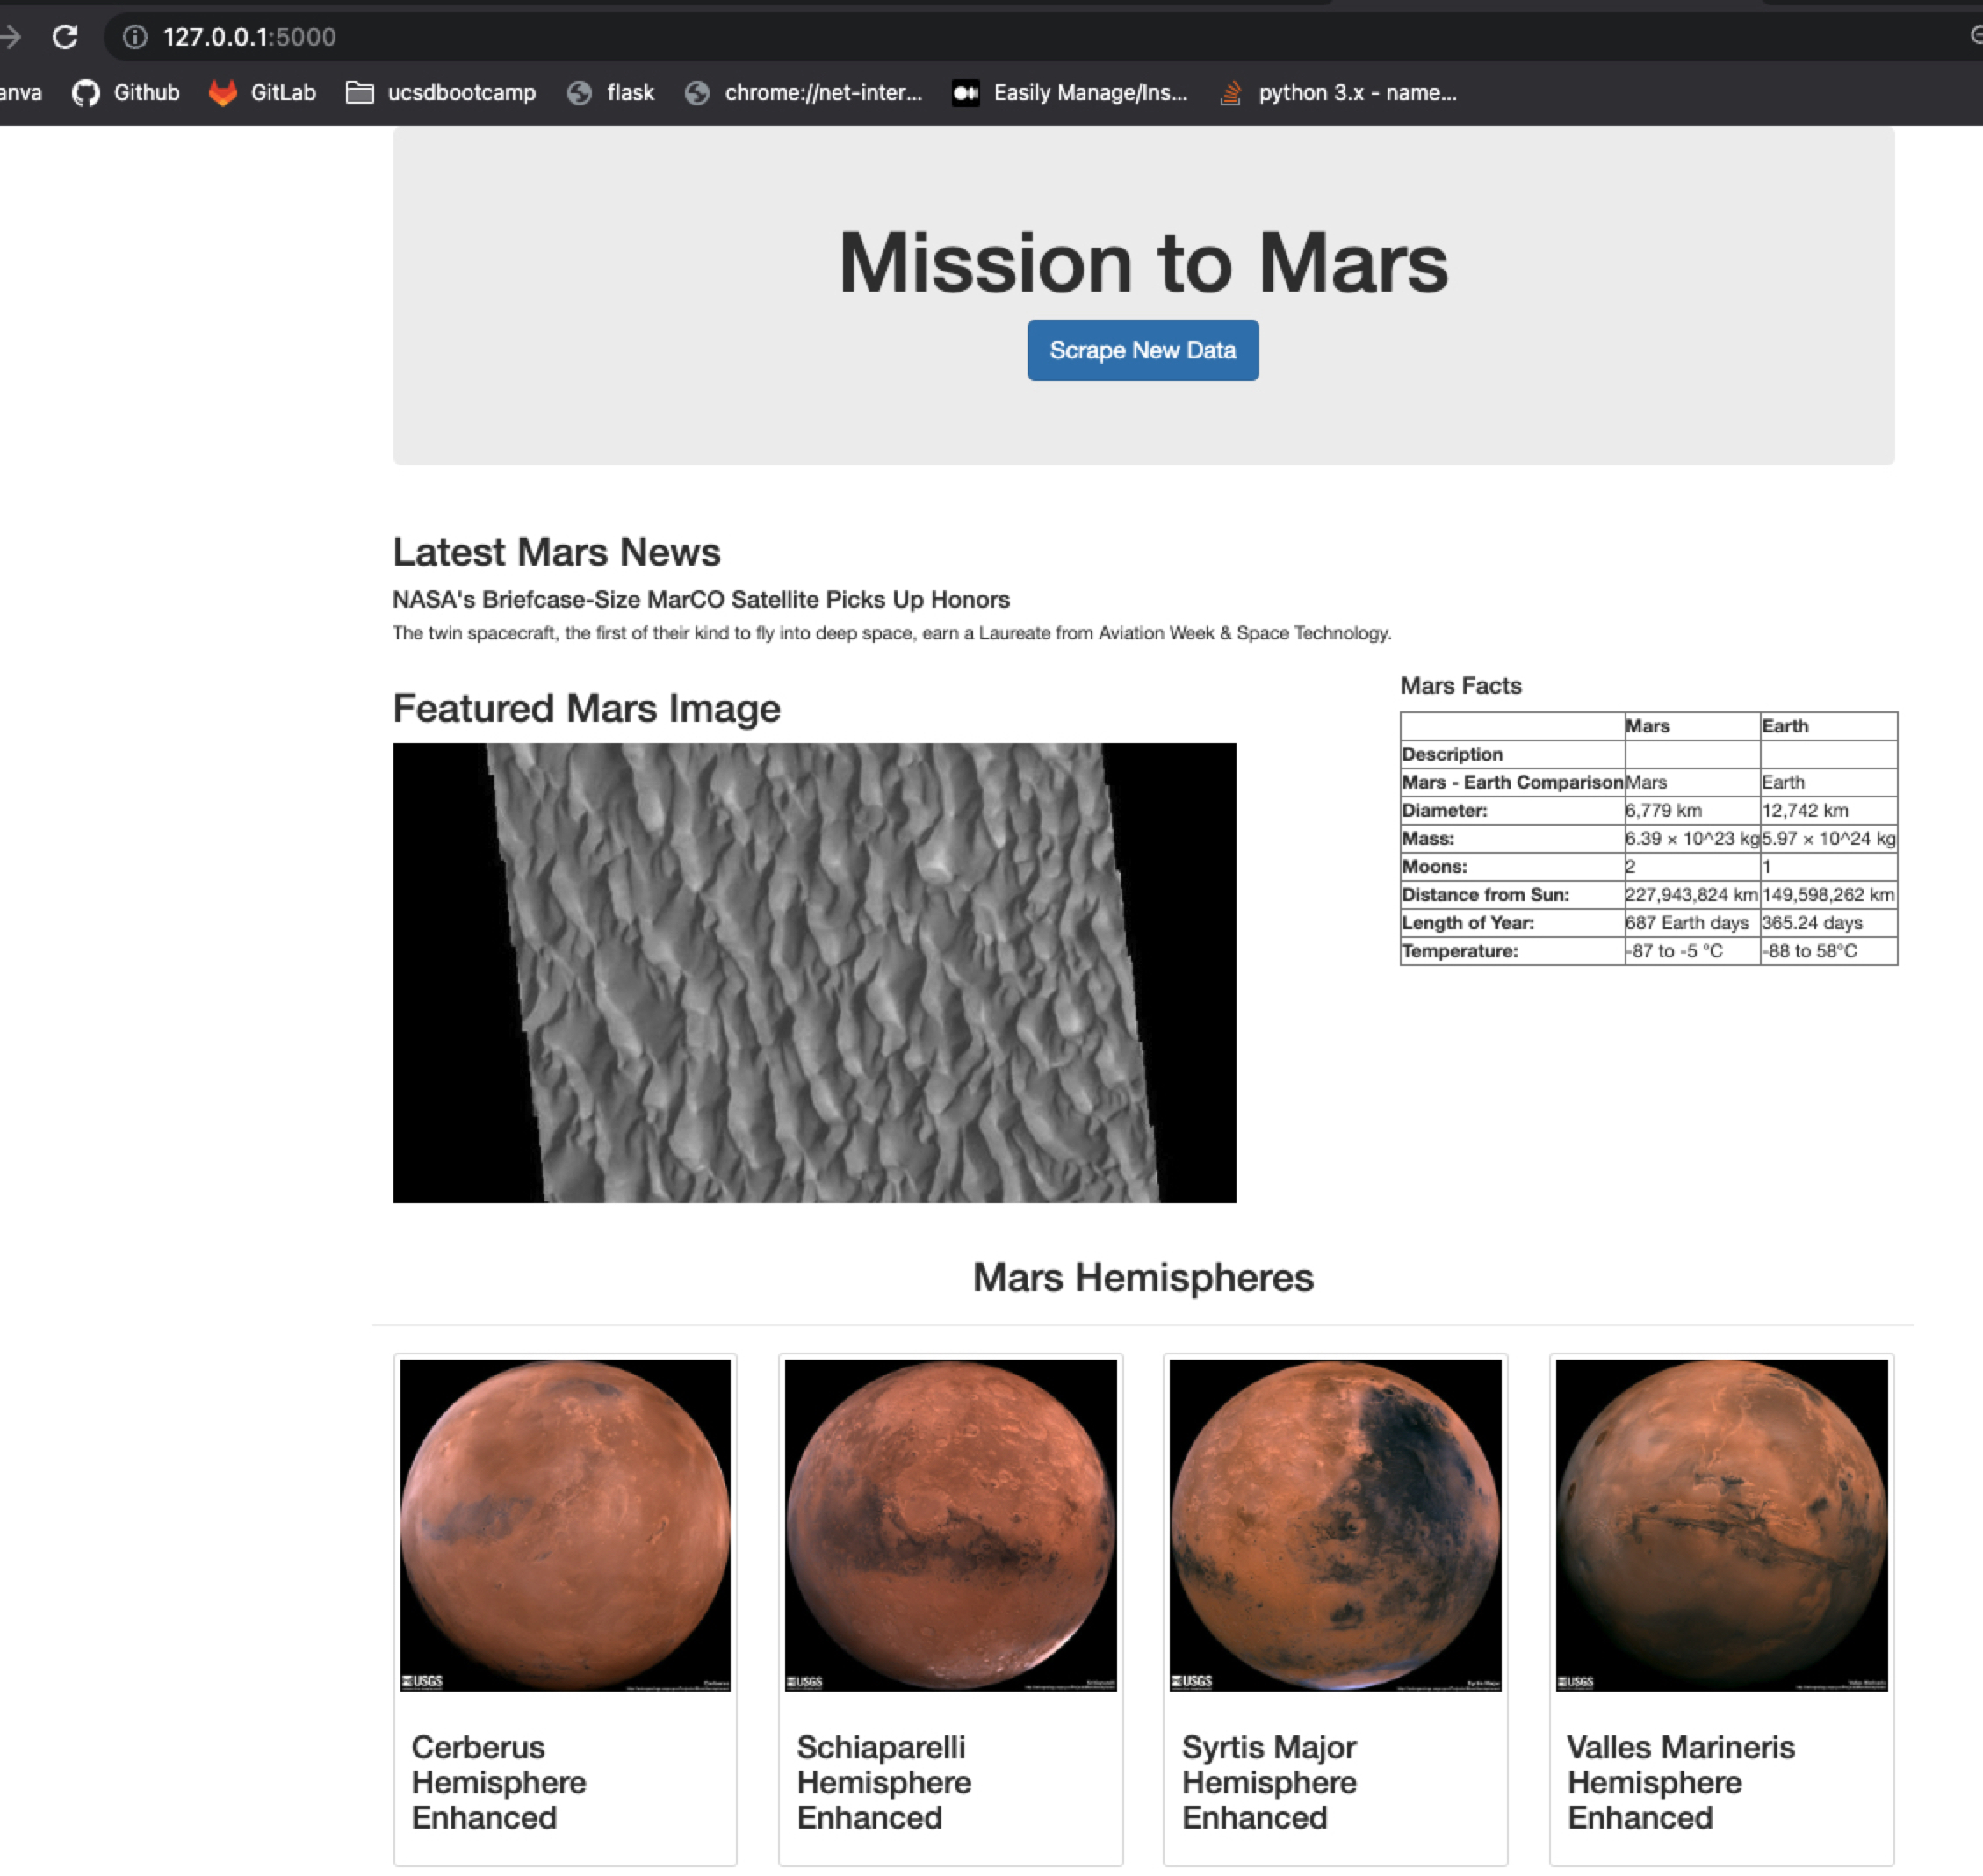 127.0.0.1:5000
anva Github GitLab ucsdbootcamp flask chrome://net-inter... Easily Manage/Ins... python 3.x - name...
Mission to Mars
Scrape New Data
Latest Mars News
NASA's Briefcase-Size MarCO Satellite Picks Up Honors
The twin spacecraft, the first of their kind to fly into deep space, earn a Laureate from Aviation Week & Space Technology.
Featured Mars Image
Mars Facts
Mars Earth
Description
Mars - Earth Comparison Mars Earth
Diameter: 6,779 km 12,742 km
Mass: 6.39 × 10^23 kg 5.97 × 10^24 kg
Moons: 2 1
Distance from Sun: 227,943,824 km 149,598,262 km
Length of Year: 687 Earth days 365.24 days
Temperature: -87 to -5 °C -88 to 58°C
Mars Hemispheres
USGS USGS USGS USGS
Cerberus
Hemisphere
Enhanced
Schiaparelli
Hemisphere
Enhanced
Syrtis Major
Hemisphere
Enhanced
Valles Marineris
Hemisphere
Enhanced